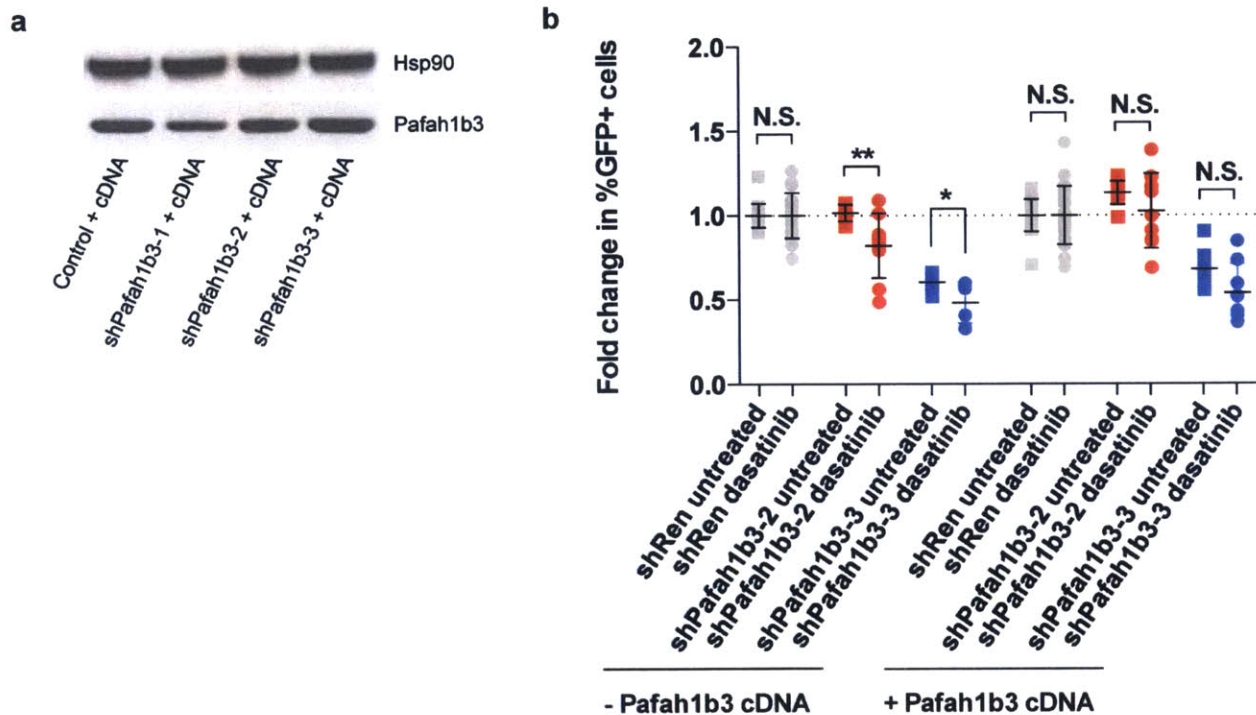 a
Hsp90
Pafah1b3
Control + cDNA
shPafah1b3-1 + cDNA
shPafah1b3-2 + cDNA
shPafah1b3-3 + cDNA
b
Fold change in %GFP+ cells
2.0
1.5
1.0
0.5
0.0
N.S.
**
*
N.S.
N.S.
N.S.
shRen untreated
shRen dasatinib
shPafah1b3-2 untreated
shPafah1b3-2 dasatinib
shPafah1b3-3 untreated
shPafah1b3-3 dasatinib
shRen untreated
shRen dasatinib
shPafah1b3-2 untreated
shPafah1b3-2 dasatinib
shPafah1b3-3 untreated
shPafah1b3-3 dasatinib
- Pafah1b3 cDNA
+ Pafah1b3 cDNA